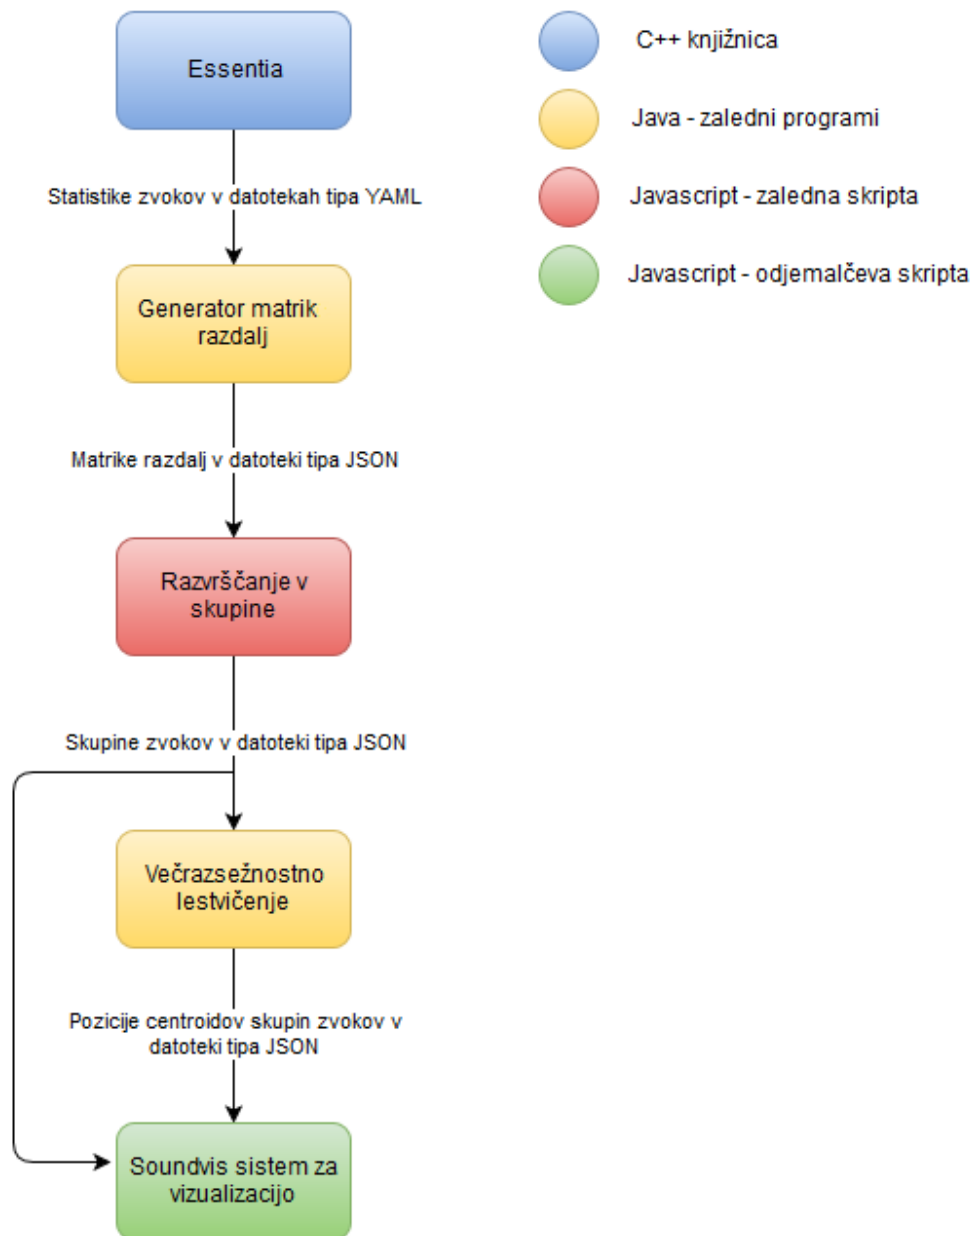 Essentia
Statistike zvokov v datotekah tipa YAML
Generator matrik
razdalj
Matrike razdalj v datoteki tipa JSON
Razvrščanje v
skupine
Skupine zvokov v datoteki tipa JSON
Večrazsežnostno
lestvičenje
Pozicije centroidov skupin zvokov v
datoteki tipa JSON
Soundvis sistem za
vizualizacijo
C++ knjižnica
Java - zaledni programi
Javascript - zaledna skripta
Javascript - odjemalčeva skripta